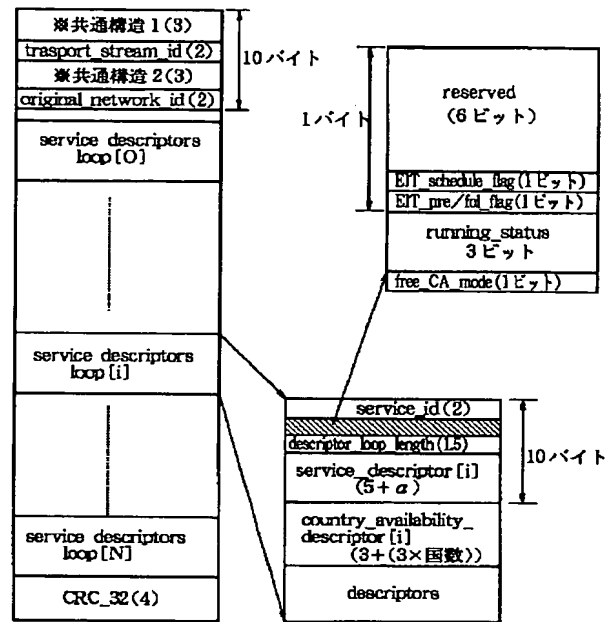 ※共通構造1(3)
trasport_stream_id(2)
※共通構造2(3)
original_network_id(2)
10バイト
service descriptors
loop[0]
service descriptors
loop[i]
service descriptors
loop[N]
CRC_32(4)
1バイト
reserved
(6ビット)
EIT_schedule_flag(1ビット)
EIT_pre/fol_flag(1ビット)
running_status
3ビット
free_CA_mode(1ビット)
service_id(2)
descriptor_loop_length(1.5)
service_descriptor[i]
(5+α)
10バイト
country_availability_
descriptor[i]
(3+(3×国数))
descriptors